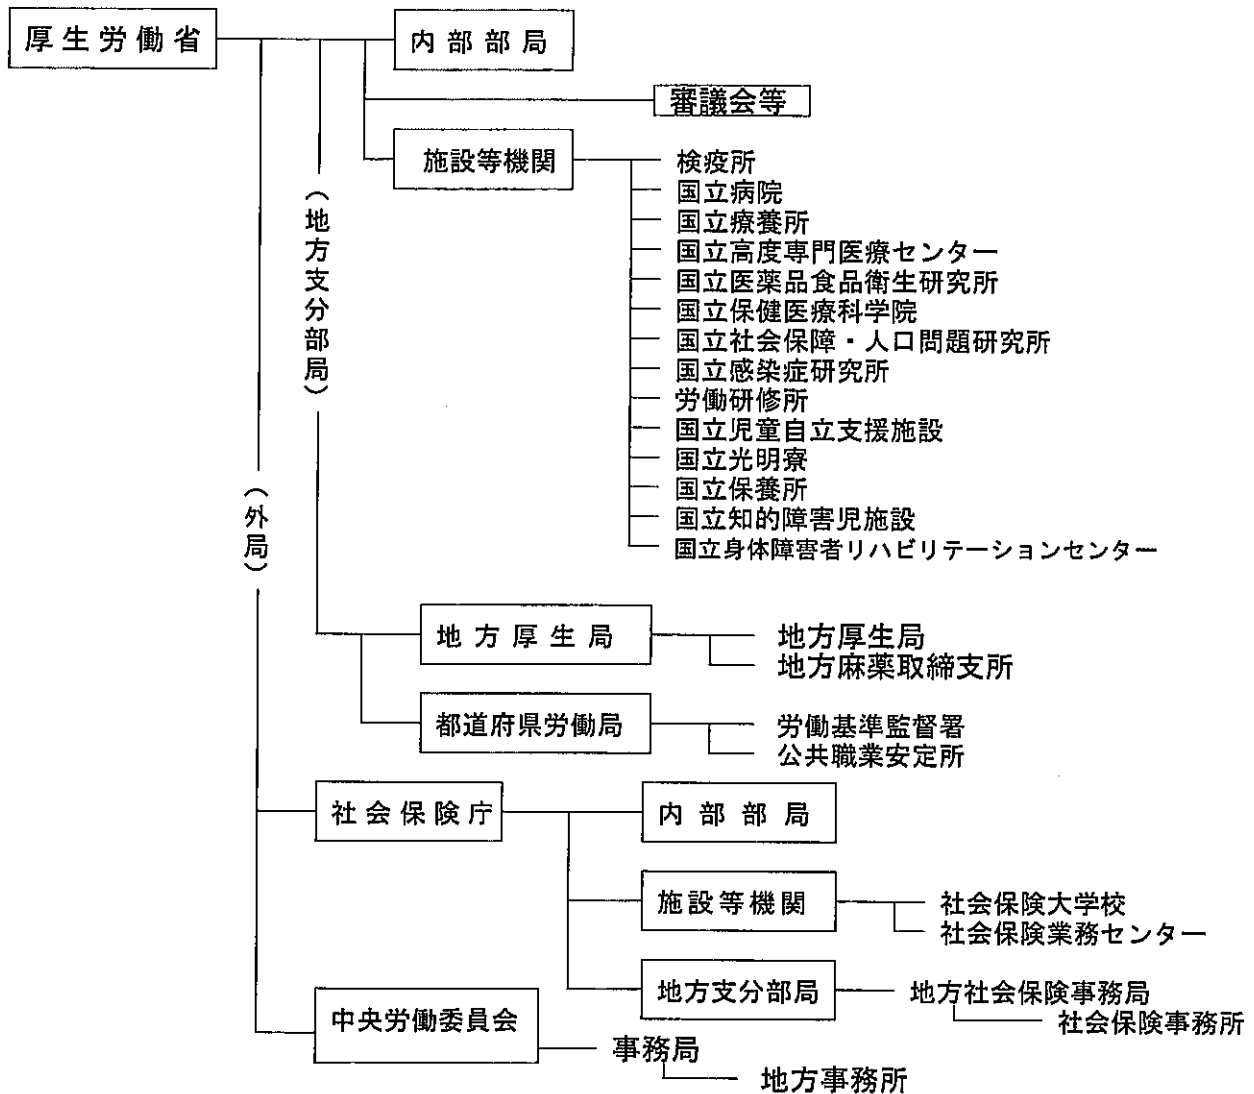 厚生労働省
内部部局
審議会等
施設等機関
検疫所
国立病院
国立療養所
国立高度専門医療センター
国立医薬品食品衛生研究所
国立保健医療科学院
国立社会保障・人口問題研究所
国立感染症研究所
労働研修所
国立児童自立支援施設
国立光明寮
国立保養所
国立知的障害児施設
国立身体障害者リハビリテーションセンター
（地方支分部局）
地方厚生局
地方厚生局
地方麻薬取締支所
都道府県労働局
労働基準監督署
公共職業安定所
（外局）
社会保険庁
内部部局
施設等機関
社会保険大学校
社会保険業務センター
地方支分部局
地方社会保険事務局
社会保険事務所
中央労働委員会
事務局
地方事務所